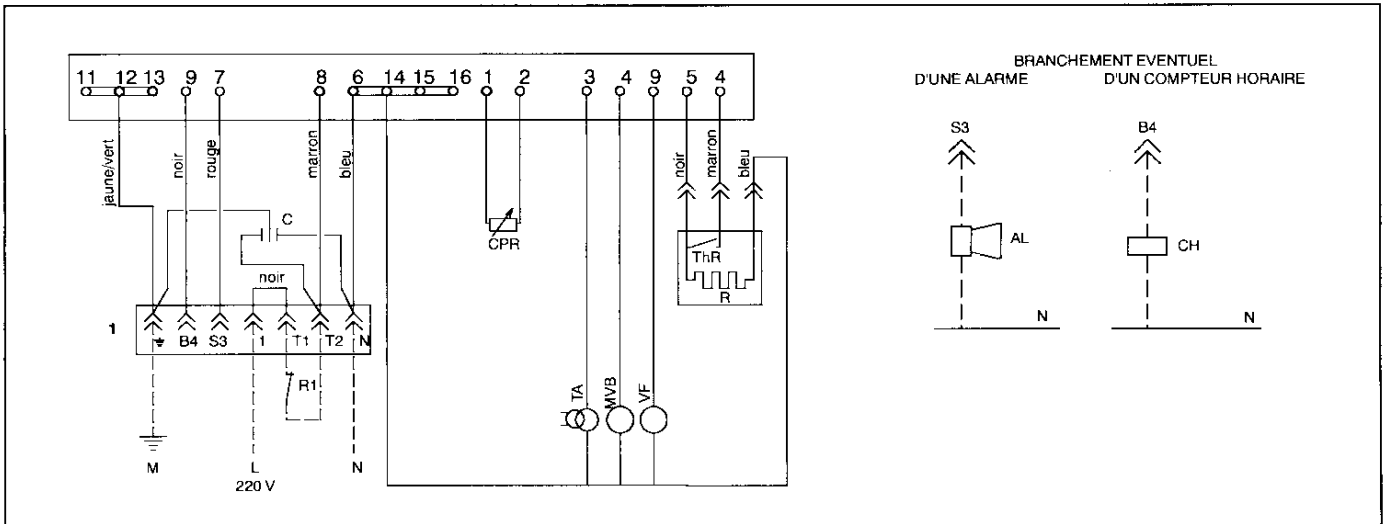 BRANCHEMENT EVENTUEL
D'UNE ALARME D'UN COMPTEUR HORAIRE
11 12 13 9 7 8 6 14 15 16 1 2 3 4 9 5 4
S3 B4
jaune/vert noir rouge marron bleu noir marron bleu
C
CPR
ThR
R
AL CH
noir
N N
1
B4 S3 1 T1 T2 N
R1
TA MVB VF
M L N
220 V